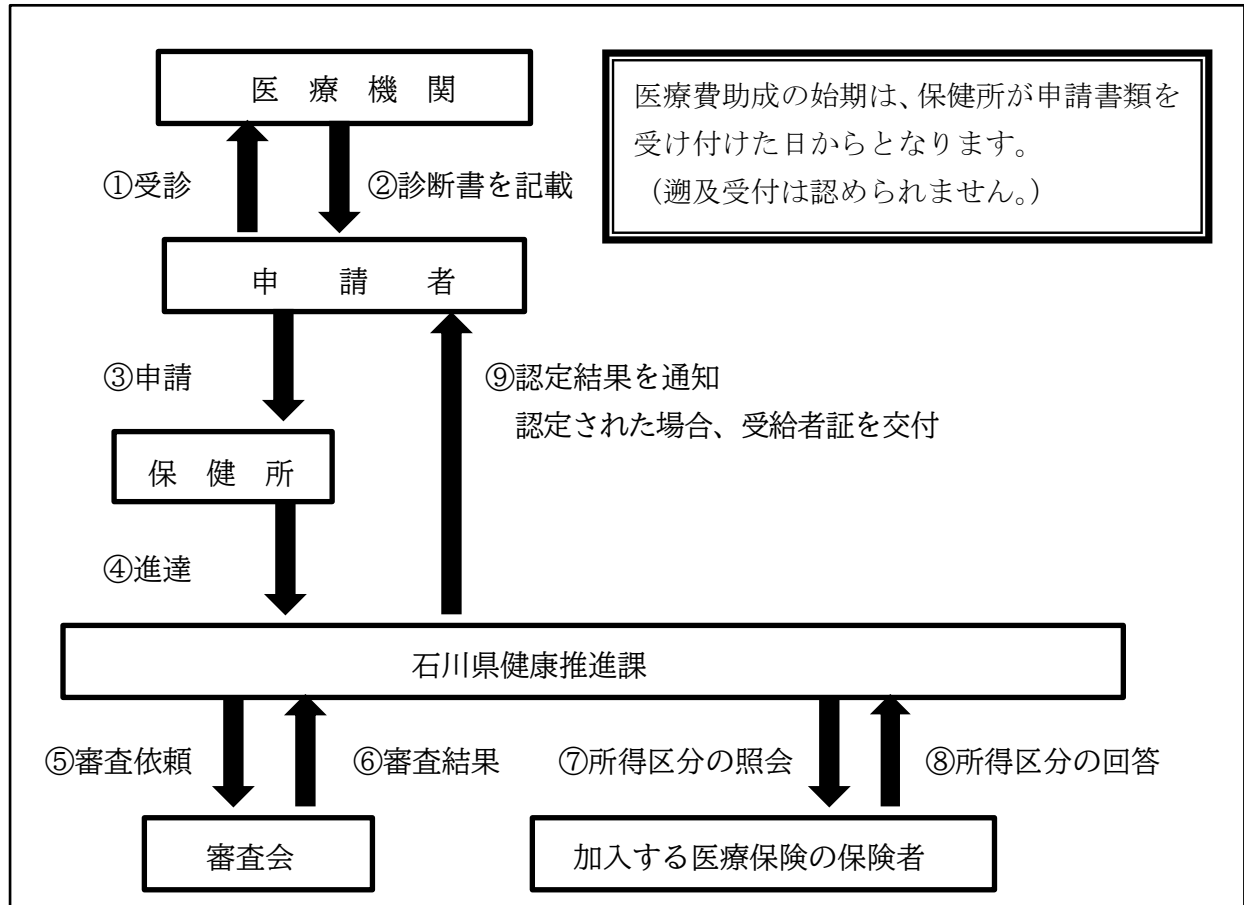 医療機関
医療費助成の始期は、保健所が申請書類を
受け付けた日からとなります。
（遡及受付は認められません。）
①受診
②診断書を記載
申請者
③申請
⑨認定結果を通知
認定された場合、受給者証を交付
保健所
④進達
石川県健康推進課
⑤審査依頼
⑥審査結果
⑦所得区分の照会
⑧所得区分の回答
審査会
加入する医療保険の保険者